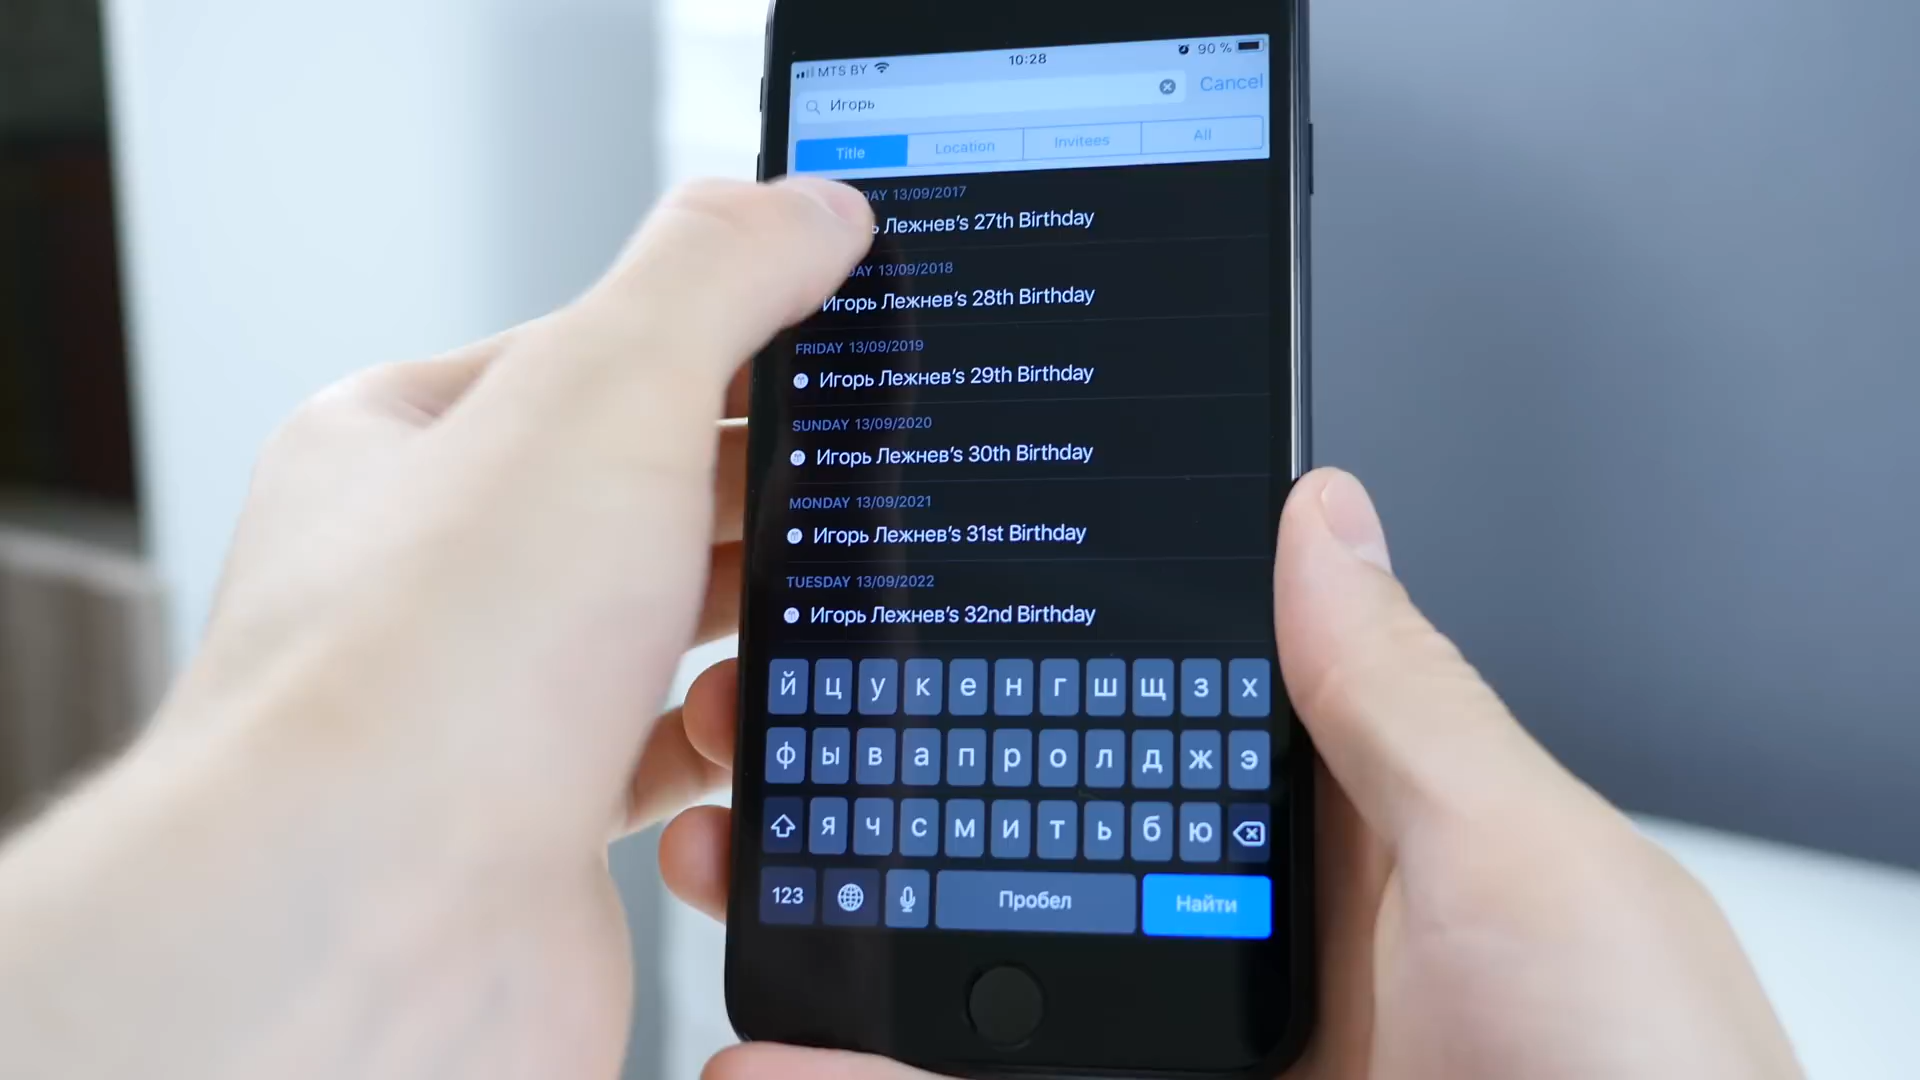 MTS BY 10:28 90 %
Игорь Cancel
Title Location Invitees All
13/09/2017
Лежнев's 27th Birthday
13/09/2018
Игорь Лежнев's 28th Birthday
FRIDAY 13/09/2019
Игорь Лежнев's 29th Birthday
SUNDAY 13/09/2020
Игорь Лежнев's 30th Birthday
MONDAY 13/09/2021
Игорь Лежнев's 31st Birthday
TUESDAY 13/09/2022
Игорь Лежнев's 32nd Birthday
й ц у к е н г ш щ з х
ф ы в а п р о л д ж э
я ч с м и т ь б ю
123 Пробел Найти